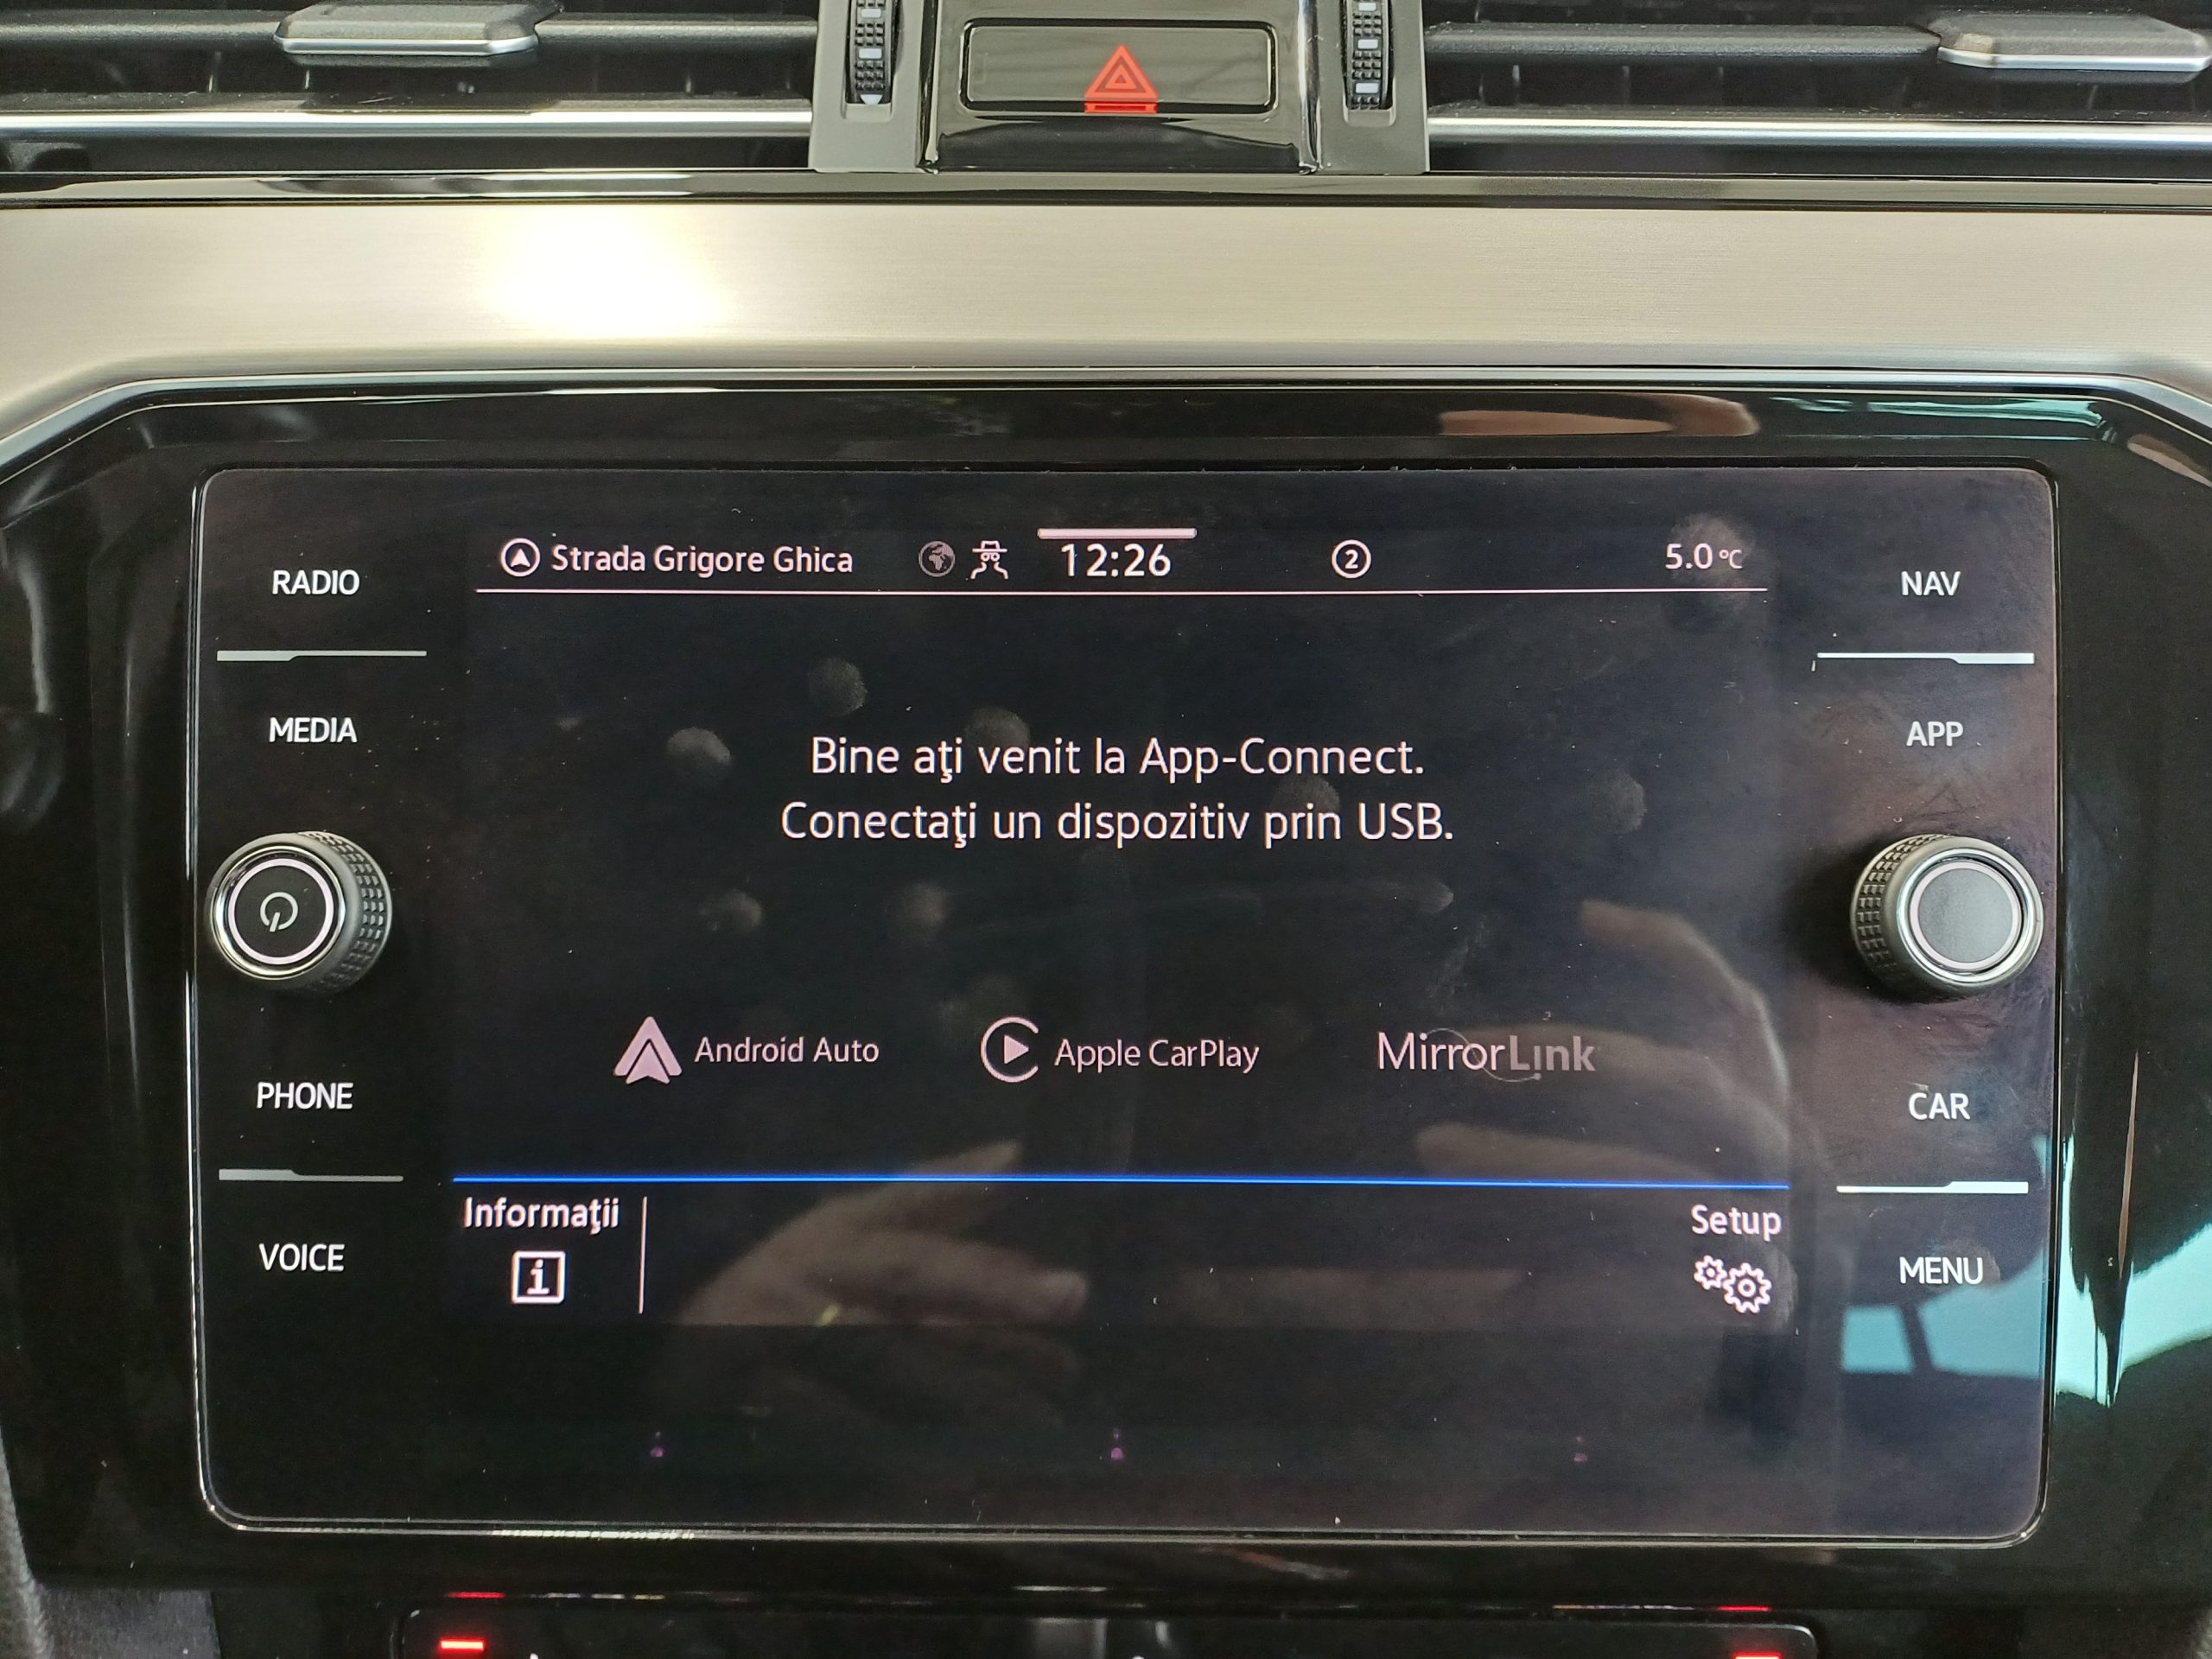 Strada Grigore Ghica 12:26 2 5.0 °C
RADIO
NAV
MEDIA
APP
Bine aţi venit la App-Connect.
Conectaţi un dispozitiv prin USB.
Android Auto
Apple CarPlay
MirrorLink
PHONE
CAR
Informaţii
Setup
VOICE
MENU